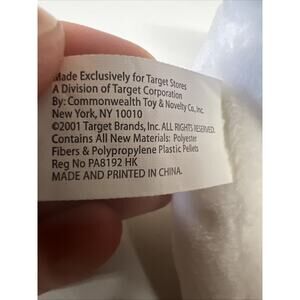 Made Exclusively for Target Stores
A Division of Target Corporation
By: Commonwealth Toy & Novelty Co., Inc.
New York, NY 10010
©2001 Target Brands, Inc. ALL RIGHTS RESERVED.
Contains All New Materials: Polyester
Fibers & Polypropylene Plastic Pellets
Reg No PA8192 HK
MADE AND PRINTED IN CHINA.